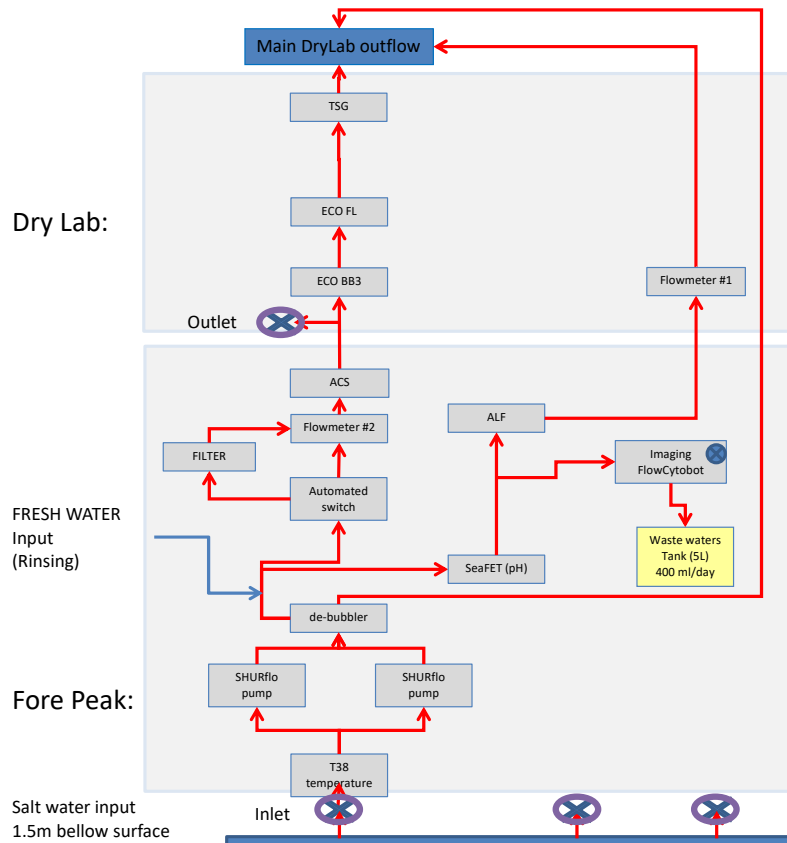 Main DryLab outflow
TSG
Dry Lab:
ECO FL
ECO BB3
Flowmeter #1
Outlet
ACS
ALF
Flowmeter #2
FILTER
Imaging
FlowCytobot
Automated
switch
FRESH WATER
Input
(Rinsing)
Waste waters
Tank (5L)
400 ml/day
SeaFET (pH)
de-bubbler
SHURflo
pump
SHURflo
pump
Fore Peak:
T38
temperature
Salt water input
1.5m bellow surface
Inlet